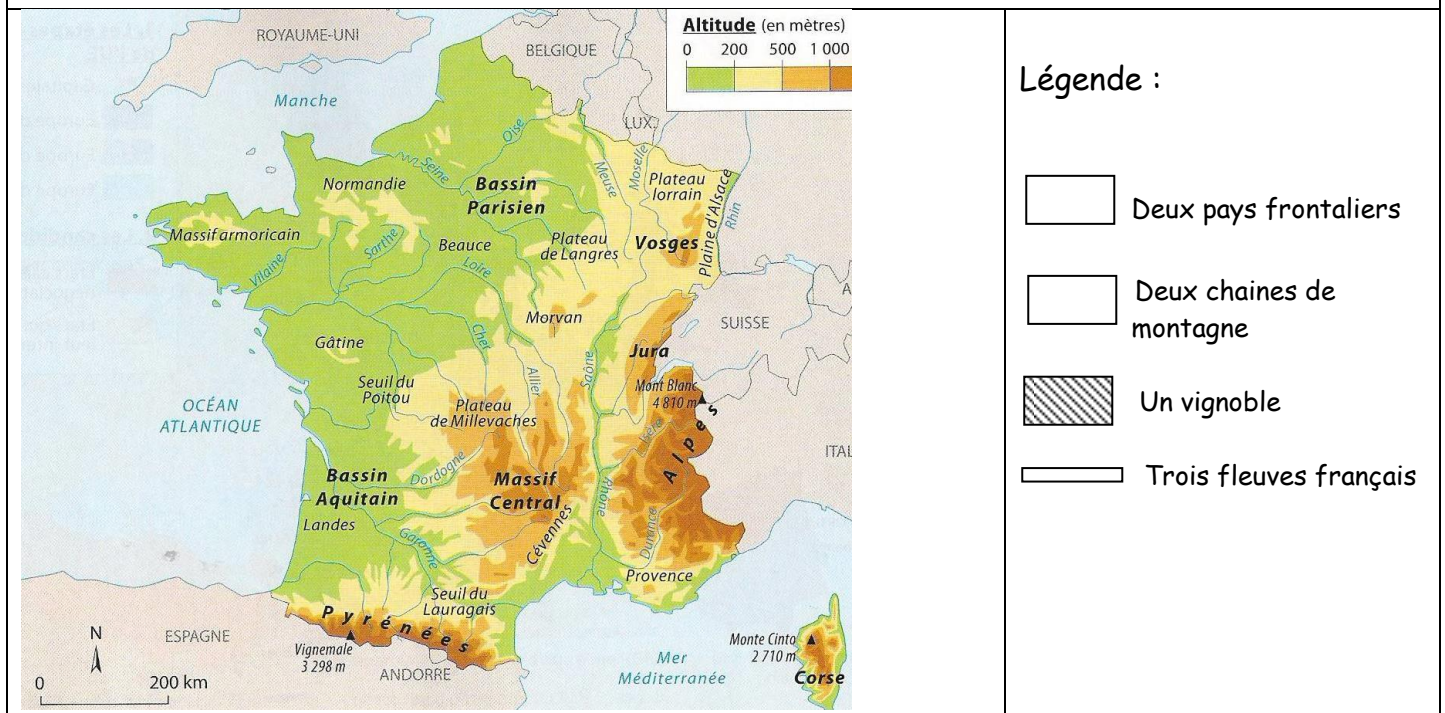 Altitude (en mètres)
0 200 500 1 000
ROYAUME-UNI
BELGIQUE
Manche
LUX.
Oise
Seine
Meuse
Moselle
Normandie
Bassin
Parisien
Plateau
lorrain
Plaine d'Alsace
Rhin
Massif armoricain
Sarthe
Beauce
Plateau
de Langres
Vosges
Vilaine
Loire
Morvan
SUISSE
A
Gâtine
Cher
Jura
Seuil du
Poitou
Allier
Saône
Mont Blanc
4 810 m
OCÉAN
ATLANTIQUE
Plateau
de Millevaches
Isère
Alpes
ITAL
Bassin
Aquitain
Dordogne
Massif
Central
Rhône
Landes
Cévennes
Garonne
Durance
Provence
Seuil du
Lauragais
Pyrénées
N
ESPAGNE
Vignemale
3 298 m
ANDORRE
0 200 km
Mer
Méditerranée
Monte Cinto
2 710 m
Corse
Légende :
Deux pays frontaliers
Deux chaines de
montagne
Un vignoble
Trois fleuves français